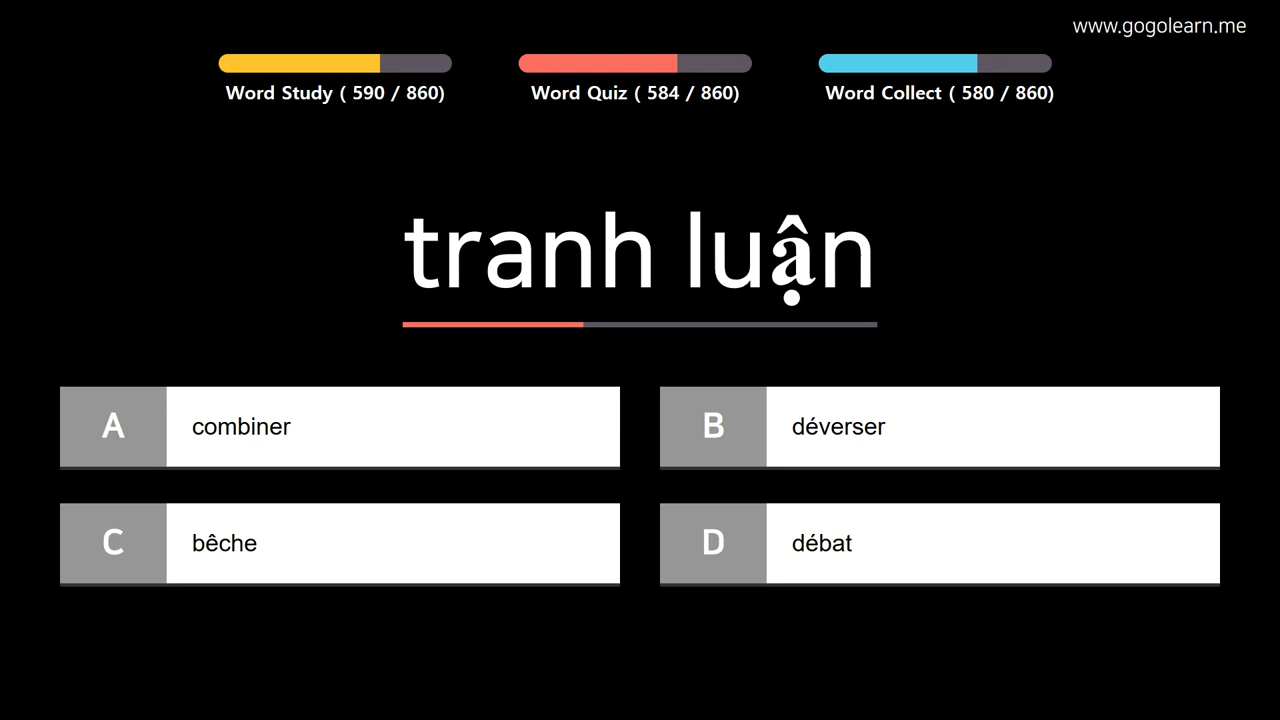 www.gogolearn.me
Word Study ( 590 / 860)
Word Quiz ( 584 / 860)
Word Collect ( 580 / 860)
tranh luận
A combiner
B déverser
C bêche
D débat